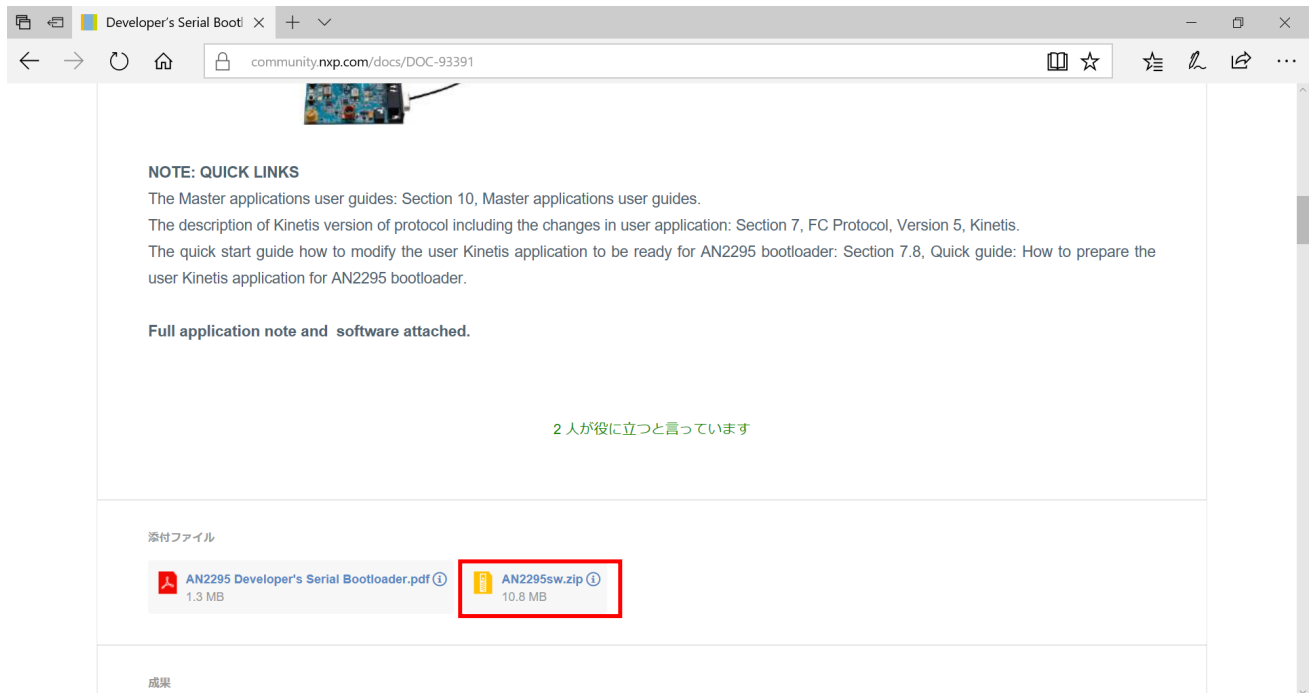 Developer's Serial Bootl
community.nxp.com/docs/DOC-93391
NOTE: QUICK LINKS
The Master applications user guides: Section 10, Master applications user guides.
The description of Kinetis version of protocol including the changes in user application: Section 7, FC Protocol, Version 5, Kinetis.
The quick start guide how to modify the user Kinetis application to be ready for AN2295 bootloader: Section 7.8, Quick guide: How to prepare the
user Kinetis application for AN2295 bootloader.
Full application note and software attached.
2 人が役に立つと言っています
添付ファイル
AN2295 Developer's Serial Bootloader.pdf
1.3 MB
AN2295sw.zip
10.8 MB
成果